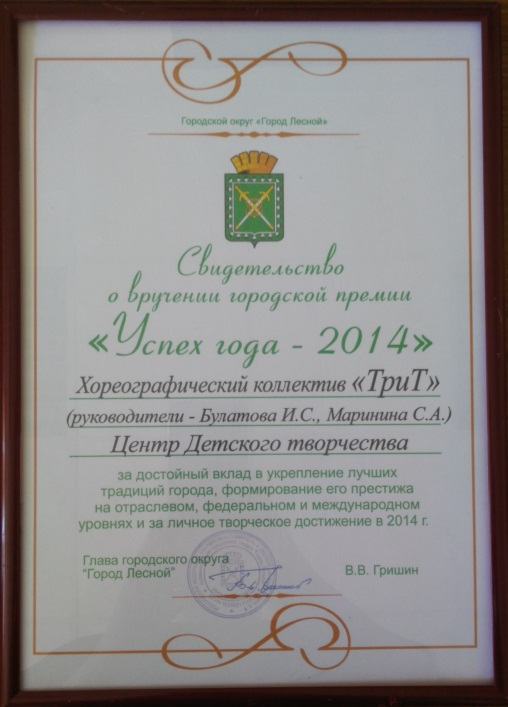 Городской округ «Город Лесной»
Свидетельство
о вручении городской премии
«Успех года - 2014»
Хореографический коллектив «ТриТ»
(руководители - Булатова И.С., Маринина С.А.)
Центр Детского творчества
за достойный вклад в укрепление лучших
традиций города, формирование его престижа
на отраслевом, федеральном и международном
уровнях и за личное творческое достижение в 2014 г.
Глава городского округа
"Город Лесной"
В.В. Гришин